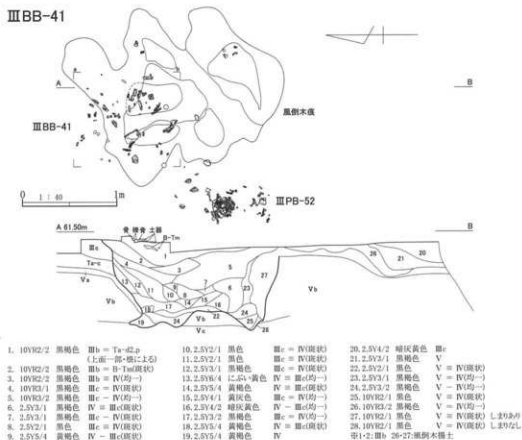 ⅢBB-41
A
B
風倒木痕
ⅢBB-41
0 1:40 1m
ⅢPB-52
A 61.50m
骨 礫骨 土器
B-Tm
B
Ⅲc
Ta-c
Va
Vb
Vb
Vb
Vc
1. 10YR2/2 黒褐色 Ⅲb = Ta-d2.p
(上面一部・根による)
2. 10YR2/2 黒褐色 Ⅲb = B-Tm(斑状)
3. 10YR2/2 黒褐色 Ⅲb ≡ Ⅳ(均一)
4. 10YR3/1 黒褐色 Ⅲc = Ⅳ(斑状)
5. 10YR3/2 黒褐色 Ⅲc − Ⅳ(均一)
6. 2.5Y3/1 黒褐色 Ⅳ ≡ Ⅲc(斑状)
7. 2.5Y3/1 黒褐色 Ⅲc − Ⅳ(均一)
8. 2.5Y2/1 黒色 Ⅲc ≡ Ⅳ(斑状)
9. 2.5Y5/4 黄褐色 Ⅳ − Ⅲc(斑状)
10. 2.5Y2/1 黒色 Ⅲc = Ⅳ(斑状)
11. 2.5Y2/1 黒色 Ⅲc ≡ Ⅳ(斑状)
12. 2.5Y3/1 黒褐色 Ⅴ = Ⅳ(斑状)
13. 2.5Y6/4 にぶい黄色 Ⅳ ≡ Ⅲc(均一)
14. 2.5Y5/4 黄褐色 Ⅳ = Ⅲc(斑状)
15. 2.5Y4/1 黄灰色 Ⅲc ≡ Ⅳ(均一)
16. 2.5Y4/2 暗灰黄色 Ⅳ − Ⅲc(均一)
17. 2.5Y3/2 黒褐色 Ⅲc = Ⅳ(均一)
18. 2.5Y5/4 黄褐色 Ⅳ = Ⅲc(斑状)
19. 2.5Y5/4 黄褐色 Ⅳ
20. 2.5Y4/2 暗灰黄色 Ⅲc
21. 2.5Y3/1 黒褐色 Ⅴ
22. 2.5Y2/1 黒色 Ⅴ ≡ Ⅳ(斑状)
23. 2.5Y3/1 黒褐色 Ⅴ = Ⅳ(斑状)
24. 2.5Y3/2 黒褐色 Ⅴ − Ⅳ(斑状)
25. 10YR2/1 黒色 Ⅴ = Ⅳ(斑状)
26. 10YR3/2 黒褐色 Ⅴ ≡ Ⅳ(斑状) しまりあり
27. 10YR2/1 黒色 Ⅴ = Ⅳ(斑状)
28. 10YR2/1 黒色 Ⅴ − Ⅳ(斑状) しまりなし
※1・2:Ⅲb 26・27:風倒木揚土